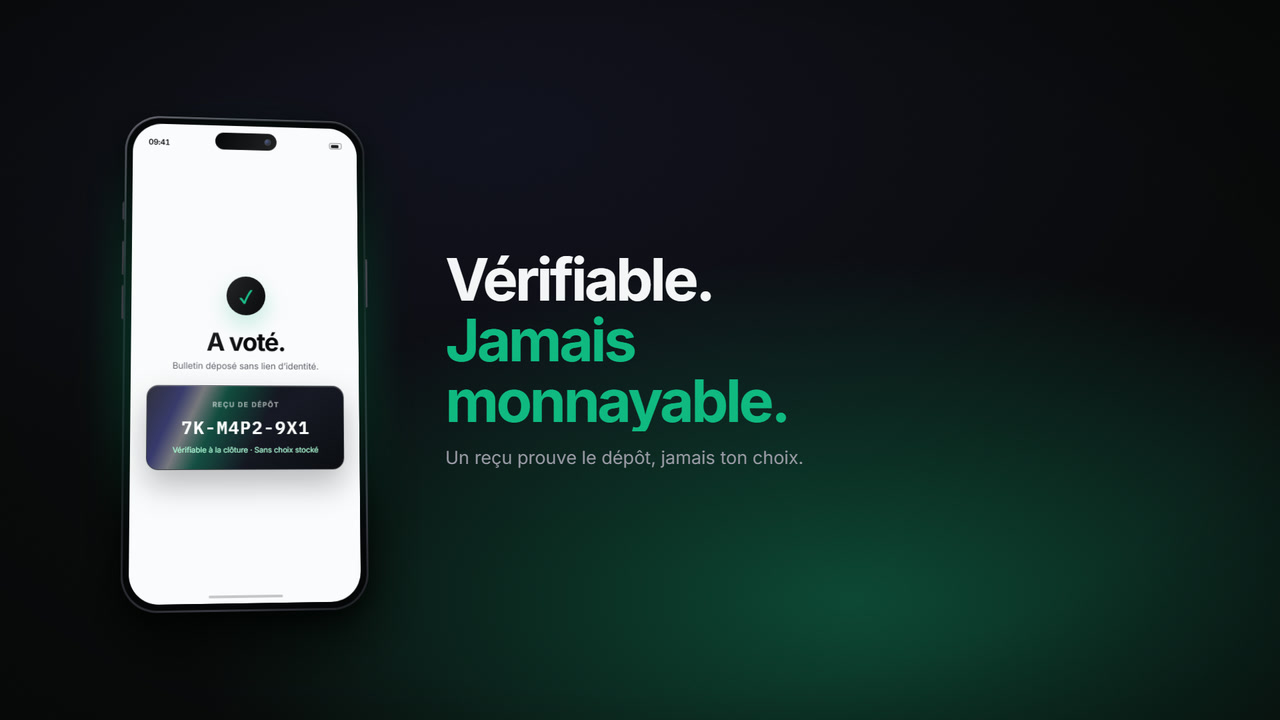 09:41
A voté.
Bulletin déposé sans lien d'identité.
REÇU DE DÉPÔT
7K-M4P2-9X1
Vérifiable à la clôture · Sans choix stocké
Vérifiable.
Jamais
monnayable.
Un reçu prouve le dépôt, jamais ton choix.